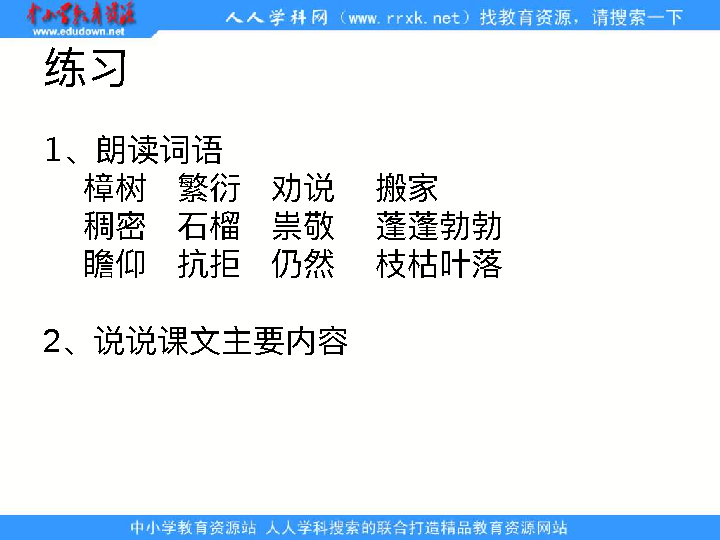 中小学教育资源
www.edudown.net
人人学科网（www.rrxk.net）找教育资源，请搜索一下
练习
1、朗读词语
樟树 繁衍 劝说 搬家
稠密 石榴 祟敬 蓬蓬勃勃
瞻仰 抗拒 仍然 枝枯叶落
2、说说课文主要内容
中小学教育资源站 人人学科搜索的联合打造精品教育资源网站